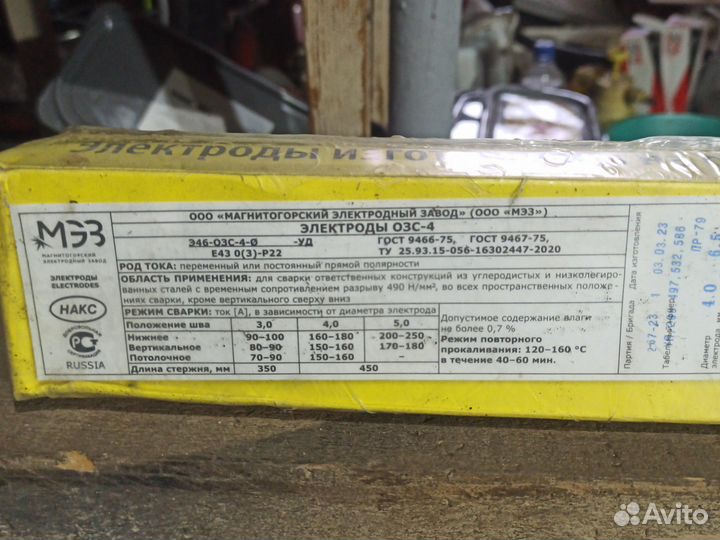 Электроды и
ООО «МАГНИТОГОРСКИЙ ЭЛЕКТРОДНЫЙ ЗАВОД» (ООО «МЭЗ»)
ЭЛЕКТРОДЫ ОЗС-4
Э46-ОЗС-4-Ø -УД ГОСТ 9466-75, ГОСТ 9467-75,
Е43 0(3)-Р22 ТУ 25.93.15-056-16302447-2020
МЭЗ
МАГНИТОГОРСКИЙ
ЭЛЕКТРОДНЫЙ ЗАВОД
ЭЛЕКТРОДЫ
ELECTRODES
НАКС
ДОБРОВОЛЬНАЯ
СЕРТИФИКАЦИЯ
RUSSIA
РОД ТОКА: переменный или постоянный прямой полярности
ОБЛАСТЬ ПРИМЕНЕНИЯ: для сварки ответственных конструкций из углеродистых и низколегиро-
ванных сталей с временным сопротивлением разрыву 490 Н/мм², во всех пространственных положе-
ниях сварки, кроме вертикального сверху вниз
РЕЖИМ СВАРКИ: ток [А], в зависимости от диаметра электрода
Положение шва 3,0 4,0 5,0
Нижнее 90–100 160–180 200–250
Вертикальное 80–90 150–160 170–180
Потолочное 70–90 150–160 –
Длина стержня, мм 350 450
Допустимое содержание влаги
не более 0,7 %
Режим повторного
прокаливания: 120–160 °С
в течение 40–60 мин.
Партия / Бригада / Дата изготовления
267-23 1 03.03.23
ПР-79
Диаметр
электрода
4.0
Avito